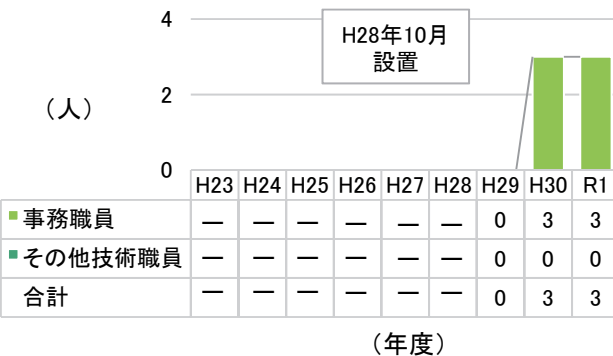 4
H28年10月
設置
2
（人）
0
H23 H24 H25 H26 H27 H28 H29 H30 R1
事務職員 — — — — — — 0 3 3
その他技術職員 — — — — — — 0 0 0
合計 — — — — — — 0 3 3
（年度）